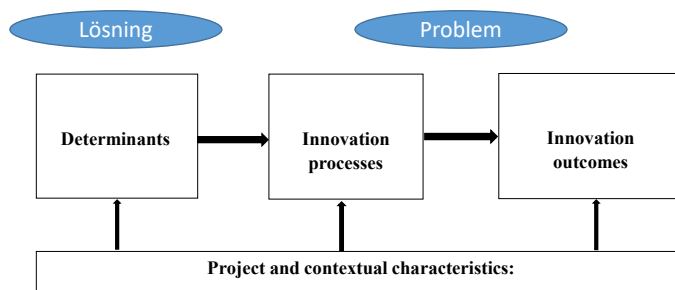 Lösning
Problem
Determinants
Innovation
processes
Innovation
outcomes
Project and contextual characteristics: